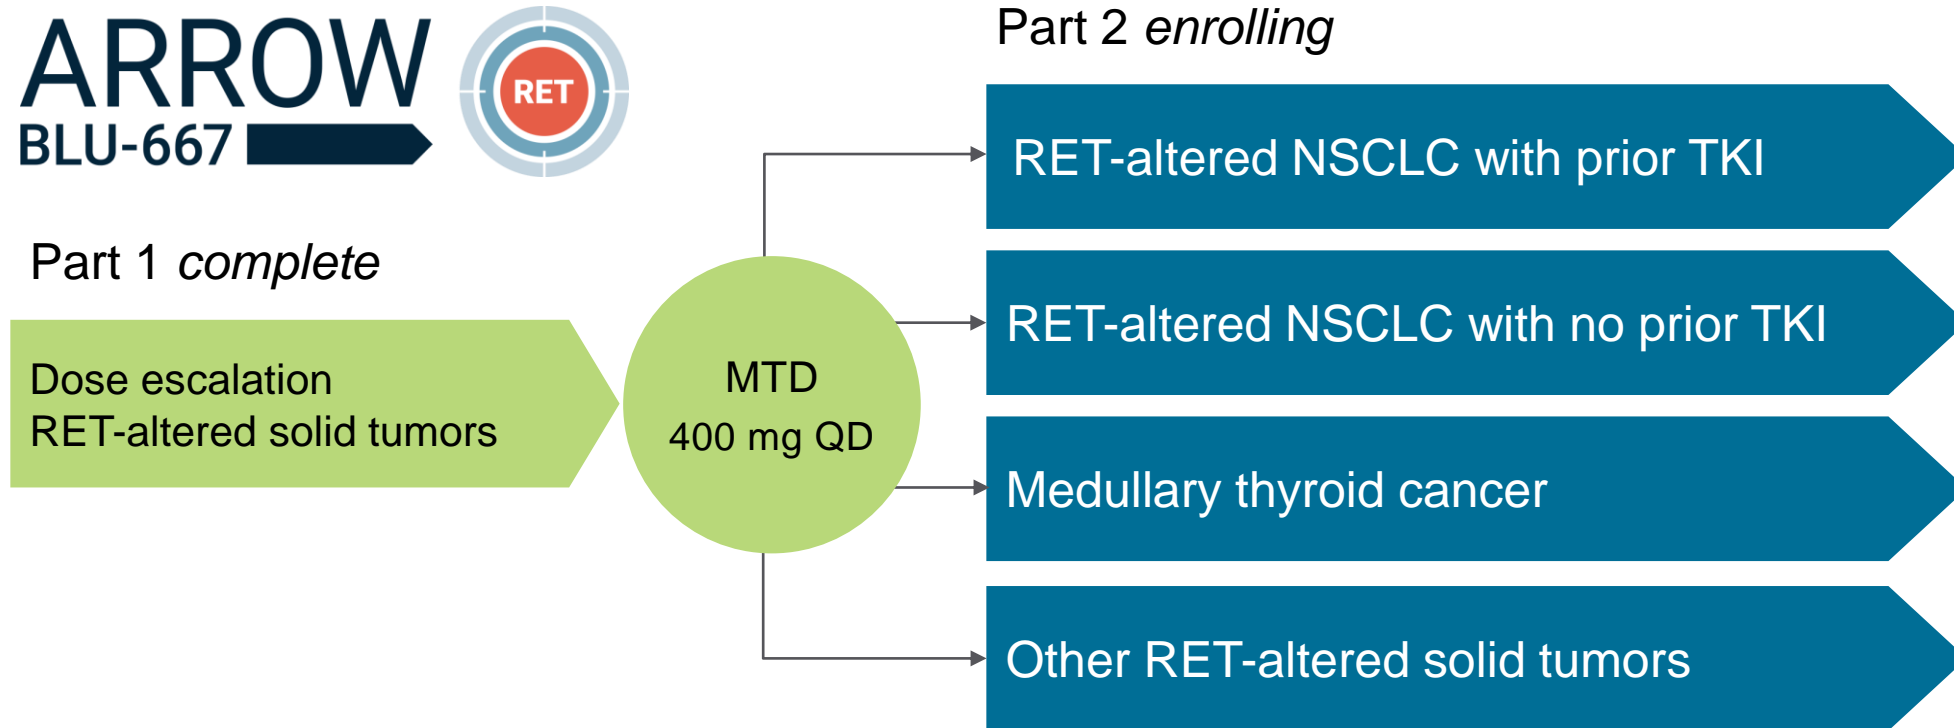 ARROW
BLU-667
RET
Part 1 complete
Dose escalation
RET-altered solid tumors
MTD
400 mg QD
Part 2 enrolling
RET-altered NSCLC with prior TKI
RET-altered NSCLC with no prior TKI
Medullary thyroid cancer
Other RET-altered solid tumors